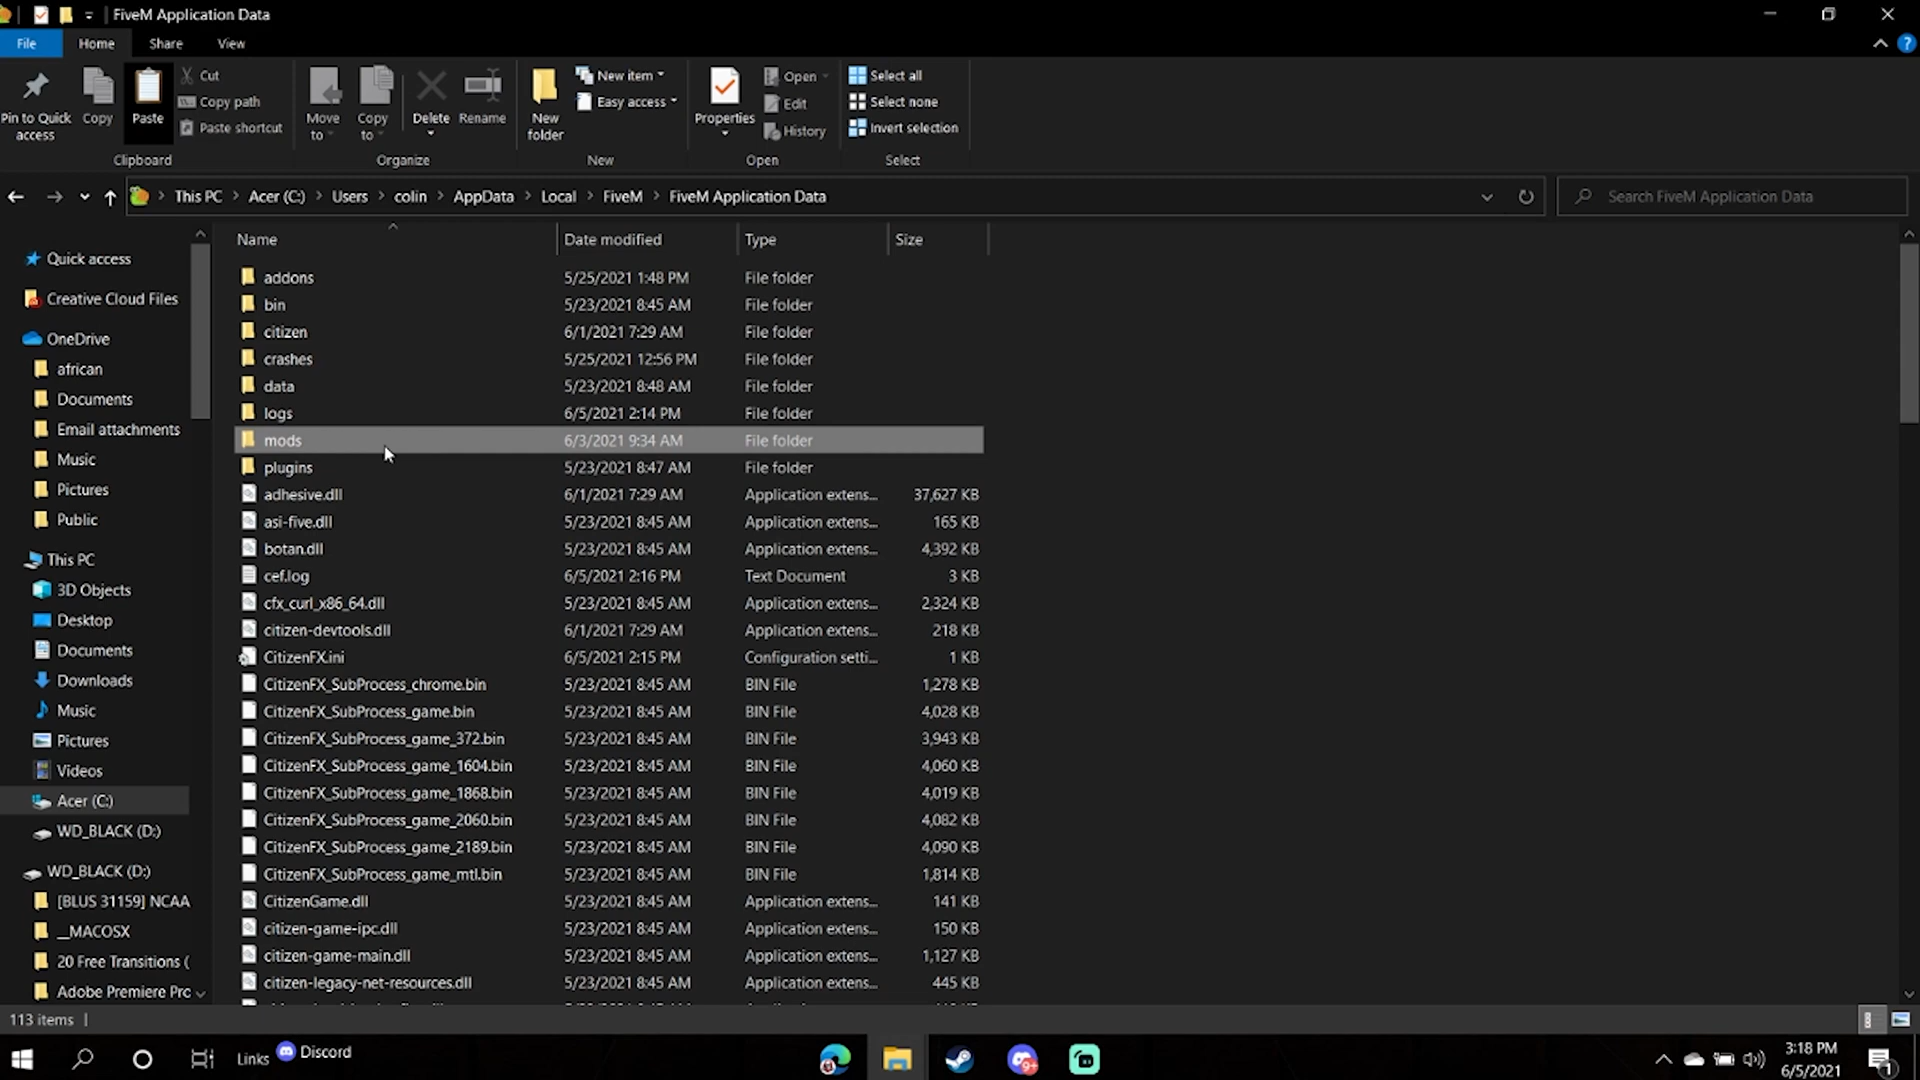 FiveM Application Data
File Home Share View
Pin to Quick access
Copy
Paste
Cut
Copy path
Paste shortcut
Clipboard
Move to
Copy to
Delete
Rename
Organize
New folder
New item
Easy access
New
Properties
Open
Edit
History
Open
Select all
Select none
Invert selection
Select
This PC > Acer (C:) > Users > colin > AppData > Local > FiveM > FiveM Application Data
Search FiveM Application Data
Quick access
Creative Cloud Files
OneDrive
african
Documents
Email attachments
Music
Pictures
Public
This PC
3D Objects
Desktop
Documents
Downloads
Music
Pictures
Videos
Acer (C:)
WD_BLACK (D:)
WD_BLACK (D:)
[BLUS 31159] NCAA
__MACOSX
20 Free Transitions (
Adobe Premiere Prc
Name Date modified Type Size
addons 5/25/2021 1:48 PM File folder
bin 5/23/2021 8:45 AM File folder
citizen 6/1/2021 7:29 AM File folder
crashes 5/25/2021 12:56 PM File folder
data 5/23/2021 8:48 AM File folder
logs 6/5/2021 2:14 PM File folder
mods 6/3/2021 9:34 AM File folder
plugins 5/23/2021 8:47 AM File folder
adhesive.dll 6/1/2021 7:29 AM Application extens... 37,627 KB
asi-five.dll 5/23/2021 8:45 AM Application extens... 165 KB
botan.dll 5/23/2021 8:45 AM Application extens... 4,392 KB
cef.log 6/5/2021 2:16 PM Text Document 3 KB
cfx_curl_x86_64.dll 5/23/2021 8:45 AM Application extens... 2,324 KB
citizen-devtools.dll 6/1/2021 7:29 AM Application extens... 218 KB
CitizenFX.ini 6/5/2021 2:15 PM Configuration setti... 1 KB
CitizenFX_SubProcess_chrome.bin 5/23/2021 8:45 AM BIN File 1,278 KB
CitizenFX_SubProcess_game.bin 5/23/2021 8:45 AM BIN File 4,028 KB
CitizenFX_SubProcess_game_372.bin 5/23/2021 8:45 AM BIN File 3,943 KB
CitizenFX_SubProcess_game_1604.bin 5/23/2021 8:45 AM BIN File 4,060 KB
CitizenFX_SubProcess_game_1868.bin 5/23/2021 8:45 AM BIN File 4,019 KB
CitizenFX_SubProcess_game_2060.bin 5/23/2021 8:45 AM BIN File 4,082 KB
CitizenFX_SubProcess_game_2189.bin 5/23/2021 8:45 AM BIN File 4,090 KB
CitizenFX_SubProcess_game_mtl.bin 5/23/2021 8:45 AM BIN File 1,814 KB
CitizenGame.dll 5/23/2021 8:45 AM Application extens... 141 KB
citizen-game-ipc.dll 5/23/2021 8:45 AM Application extens... 150 KB
citizen-game-main.dll 5/23/2021 8:45 AM Application extens... 1,127 KB
citizen-legacy-net-resources.dll 5/23/2021 8:45 AM Application extens... 445 KB
113 items
Links Discord
9+
3:18 PM
6/5/2021
1